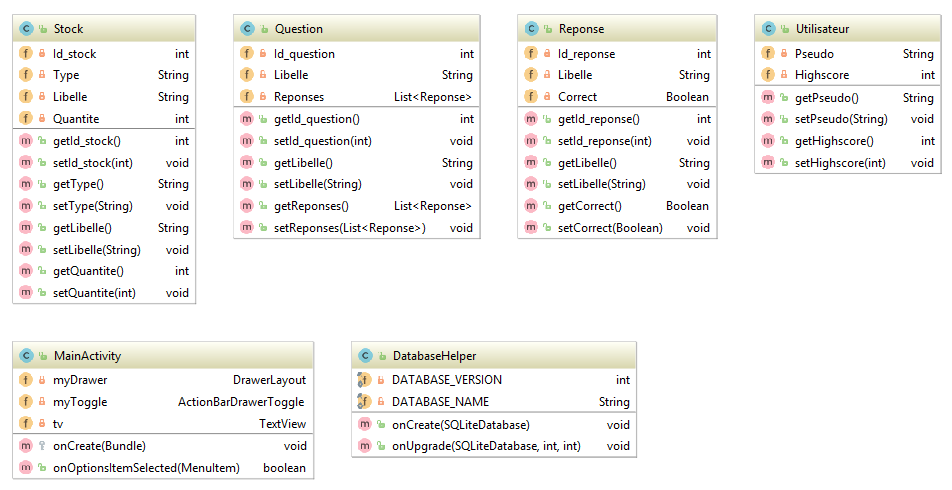 Stock
Id_stock int
Type String
Libelle String
Quantite int
getId_stock() int
setId_stock(int) void
getType() String
setType(String) void
getLibelle() String
setLibelle(String) void
getQuantite() int
setQuantite(int) void
Question
Id_question int
Libelle String
Reponses List<Reponse>
getId_question() int
setId_question(int) void
getLibelle() String
setLibelle(String) void
getReponses() List<Reponse>
setReponses(List<Reponse>) void
Reponse
Id_reponse int
Libelle String
Correct Boolean
getId_reponse() int
setId_reponse(int) void
getLibelle() String
setLibelle(String) void
getCorrect() Boolean
setCorrect(Boolean) void
Utilisateur
Pseudo String
Highscore int
getPseudo() String
setPseudo(String) void
getHighscore() int
setHighscore(int) void
MainActivity
myDrawer DrawerLayout
myToggle ActionBarDrawerToggle
tv TextView
onCreate(Bundle) void
onOptionsItemSelected(MenuItem) boolean
DatabaseHelper
DATABASE_VERSION int
DATABASE_NAME String
onCreate(SQLiteDatabase) void
onUpgrade(SQLiteDatabase, int, int) void